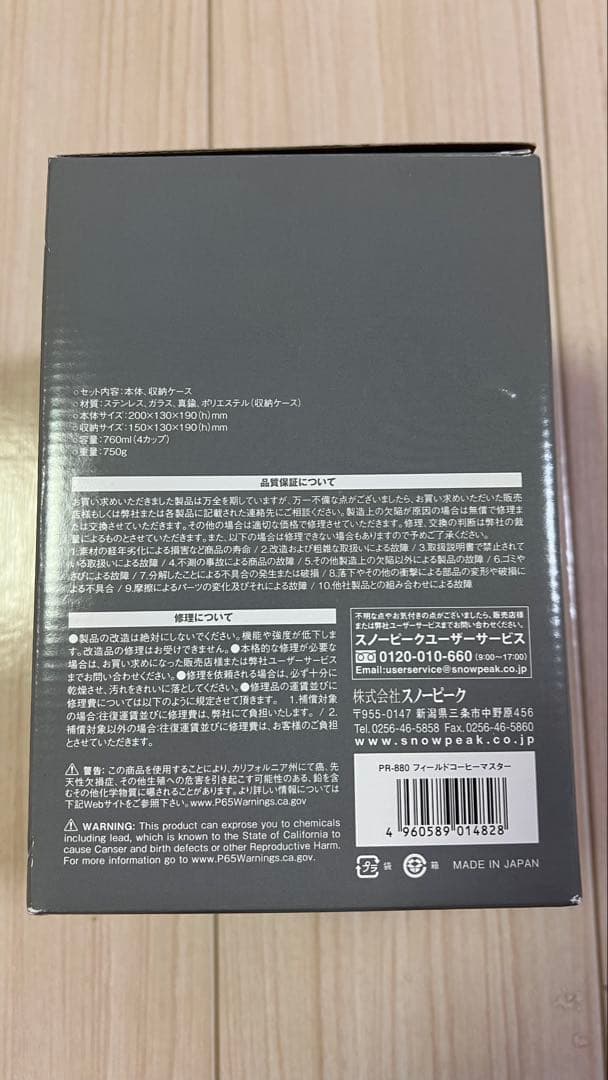 ○セット内容:本体、収納ケース
○材質:ステンレス、ガラス、真鍮、ポリエステル(収納ケース)
○本体サイズ:200×130×190(h)mm
○収納サイズ:150×130×190(h)mm
○容量:760ml(4カップ)
○重量:750g
品質保証について
お買い求めいただきました製品は万全を期していますが、万一不備な点がございましたら、お買い求めいただいた販売
店様もしくは弊社または各製品に記載された連絡先にご相談ください。製造上の欠陥が原因の場合は無償で修理ま
たは交換させていただきます。その他の場合は適切な価格で修理させていただきます。修理、交換の判断は弊社の裁
量によるものとさせていただきます。また、以下の場合は修理できない場合もありますので予めご了承ください。
1.素材の経年劣化による損害など商品の寿命 / 2.改造および粗雑な取扱いによる故障 / 3.取扱説明書で禁止されて
いる取扱いによる故障 / 4.不測の事故による商品の故障 / 5.その他製造上の欠陥以外による製品の故障 / 6.ゴミや
さびによる故障 / 7.分解したことによる不具合の発生または破損 / 8.落下やその他の衝撃による部品の変形や破損によ
る不具合 / 9.摩擦によるパーツの変化及びそれによる故障 / 10.他社製品との組み合わせによる故障
修理について
●製品の改造は絶対にしないでください。機能や強度が低下しま
す。改造品の修理はお受けできません。●本格的な修理が必要な
場合は、お買い求めになった販売店様または弊社ユーザーサービス
までお問い合わせください。●修理を依頼される場合は、必ず十分に
乾燥させ、汚れをきれいに落としてください。●修理品の運賃並びに
修理費については以下のように規定させて頂きます。 1.補償対象
の場合:往復運賃並びに修理費は、弊社にて負担いたします。 / 2.
補償対象以外の場合:往復運賃並びに修理費は、お客様のご負担
とさせていただきます。
不明な点やお気付きの点がございましたら、販売店様
または弊社ユーザーサービスまでお問い合わせください。
スノーピークユーザーサービス
0120-010-660 (9:00〜17:00)
Email:userservice@snowpeak.co.jp
株式会社スノーピーク
〒955-0147 新潟県三条市中野原456
Tel.0256-46-5858 Fax.0256-46-5860
www.snowpeak.co.jp
警告: この商品を使用することにより、カリフォルニア州にて癌、先
天性欠損症、その他生殖への危害を引き起こす可能性のある、鉛を含
むその他化学物質に曝されることがあります。より詳しい情報については
下記Webサイトをご参照下さい。www.P65Warnings.ca.gov
WARNING: This product can expose you to chemicals
including lead, which is known to the State of California to
cause Canser and birth defects or other Reproductive Harm.
For more information go to www.P65Warnings.ca.gov.
PR-880 フィールドコーヒーマスター
4 960589 014828
プラ 袋 紙 箱 MADE IN JAPAN